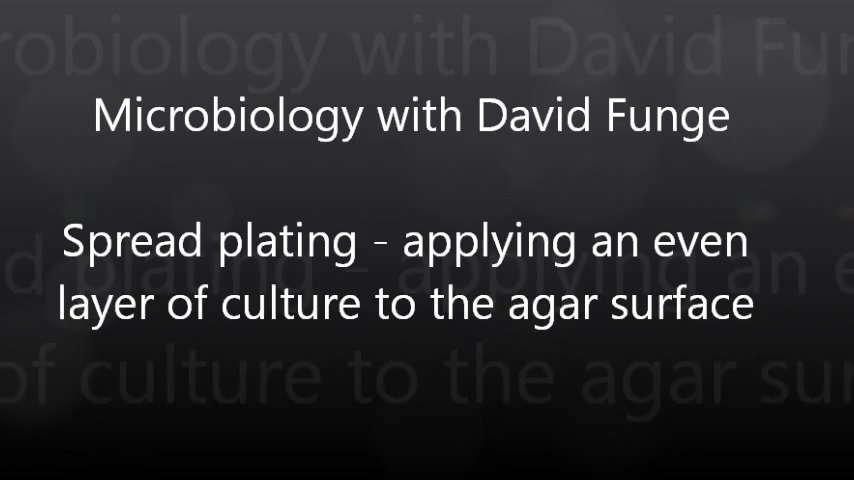 Microbiology with David Funge
Spread plating - applying an even
layer of culture to the agar surface